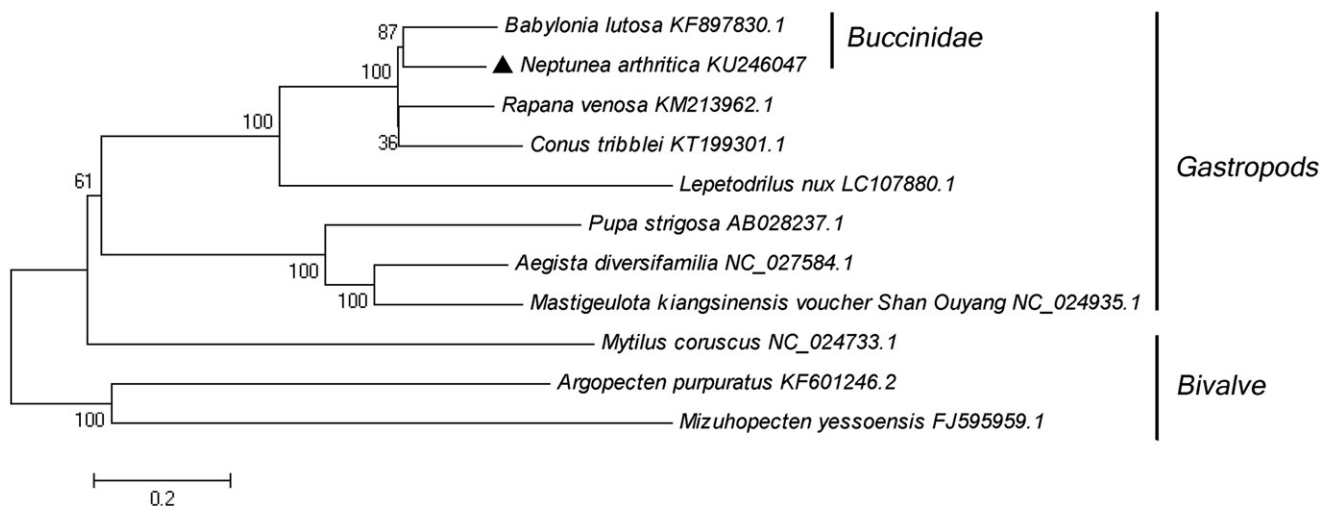 Babylonia lutosa KF897830.1
87
Buccinidae
Neptunea arthritica KU246047
100
Rapana venosa KM213962.1
100
36
Conus tribblei KT199301.1
Gastropods
61
Lepetodrilus nux LC107880.1
Pupa strigosa AB028237.1
100
Aegista diversifamilia NC_027584.1
100
Mastigeulota kiangsinensis voucher Shan Ouyang NC_024935.1
Mytilus coruscus NC_024733.1
Argopecten purpuratus KF601246.2
Bivalve
100
Mizuhopecten yessoensis FJ595959.1
0.2